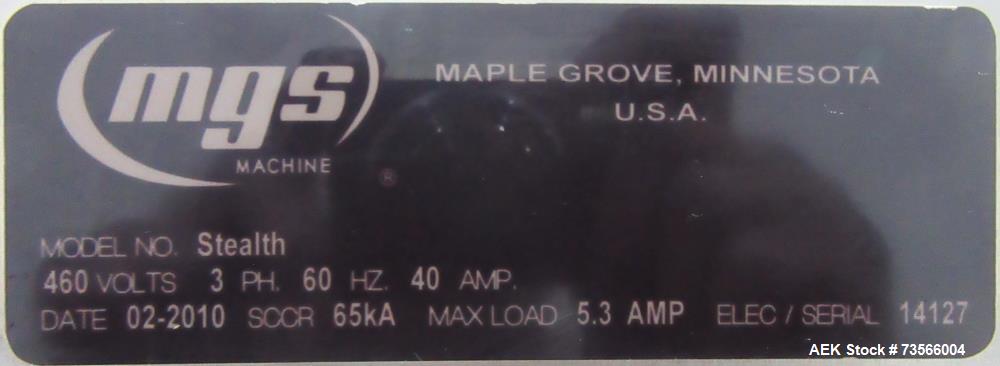 mgs
MACHINE
®
MAPLE GROVE, MINNESOTA
U.S.A.
MODEL NO. Stealth
460 VOLTS 3 PH. 60 HZ. 40 AMP.
DATE 02-2010 SCCR 65kA MAX LOAD 5.3 AMP ELEC / SERIAL 14127
AEK Stock # 73566004